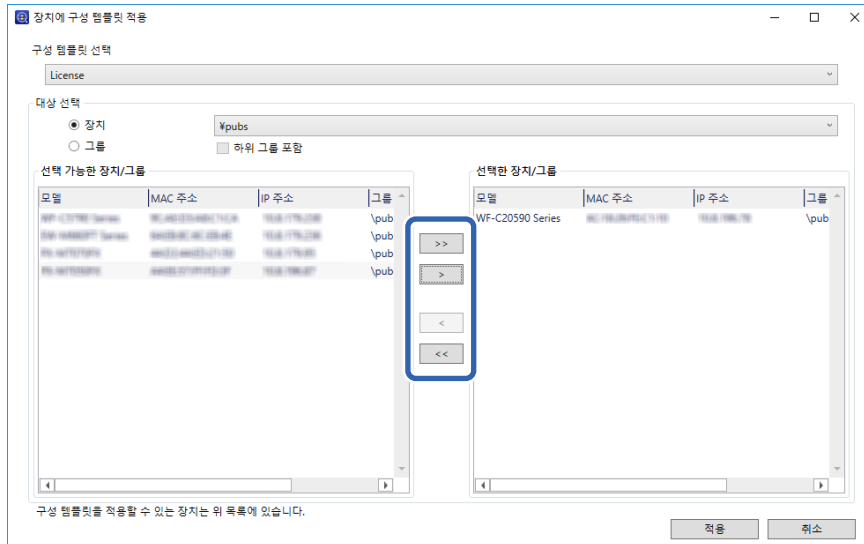 장치에 구성 템플릿 적용
구성 템플릿 선택
License
대상 선택
장치
¥pubs
그룹
하위 그룹 포함
선택 가능한 장치/그룹
선택한 장치/그룹
모델 MAC 주소 IP 주소 그룹
모델 MAC 주소 IP 주소 그룹
\pub
WF-C20590 Series \pub
\pub
\pub
\pub
>>
>
<
<<
구성 템플릿을 적용할 수 있는 장치는 위 목록에 있습니다.
적용 취소